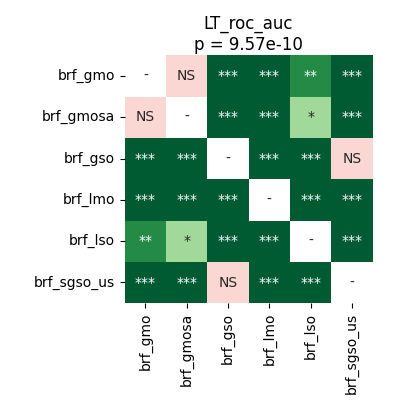 LT_roc_auc
p = 9.57e-10
brf_gmo - NS *** *** ** ***
brf_gmosa NS - *** *** * ***
brf_gso *** *** - *** *** NS
brf_lmo *** *** *** - *** ***
brf_lso ** * *** *** - ***
brf_sgso_us *** *** NS *** *** -
brf_gmo brf_gmosa brf_gso brf_lmo brf_lso brf_sgso_us